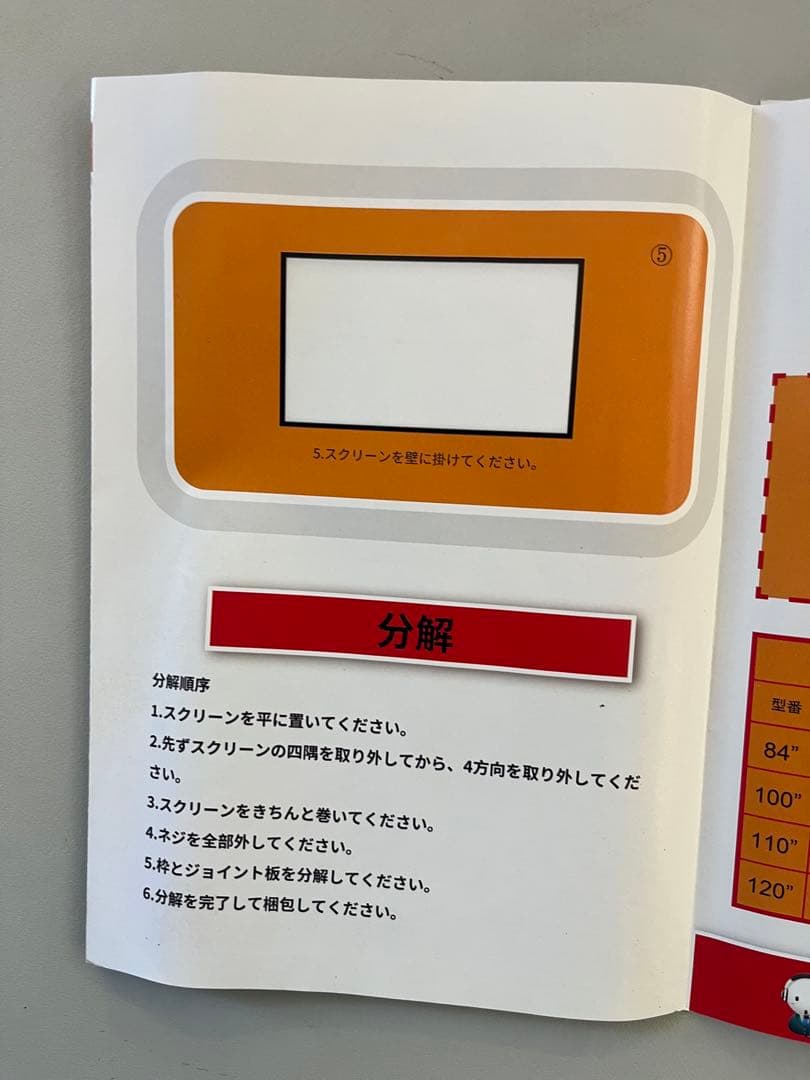 ⑤
5.スクリーンを壁に掛けてください。
分解
分解順序
1.スクリーンを平に置いてください。
2.先ずスクリーンの四隅を取り外してから、4方向を取り外してくだ
さい。
3.スクリーンをきちんと巻いてください。
4.ネジを全部外してください。
5.枠とジョイント板を分解してください。
6.分解を完了して梱包してください。
型番
84”
100”
110”
120”